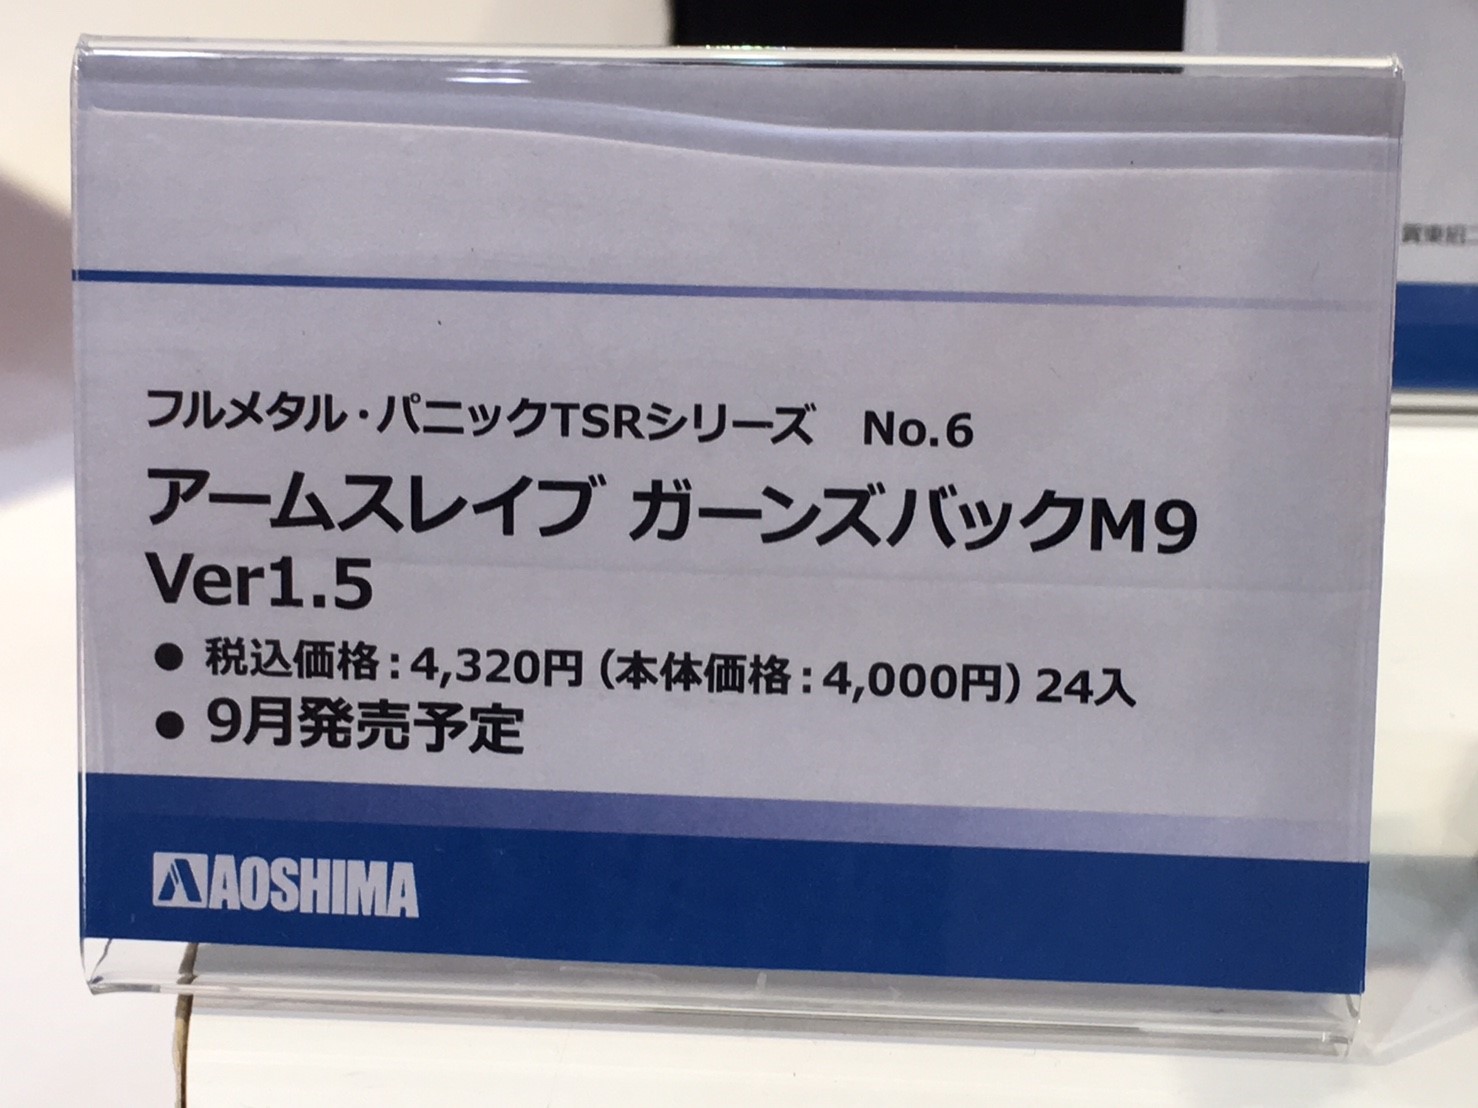 フルメタル・パニックTSRシリーズ　No.6
アームスレイブ ガーンズバックM9
Ver1.5
● 税込価格:4,320円(本体価格:4,000円)24入
● 9月発売予定
AOSHIMA